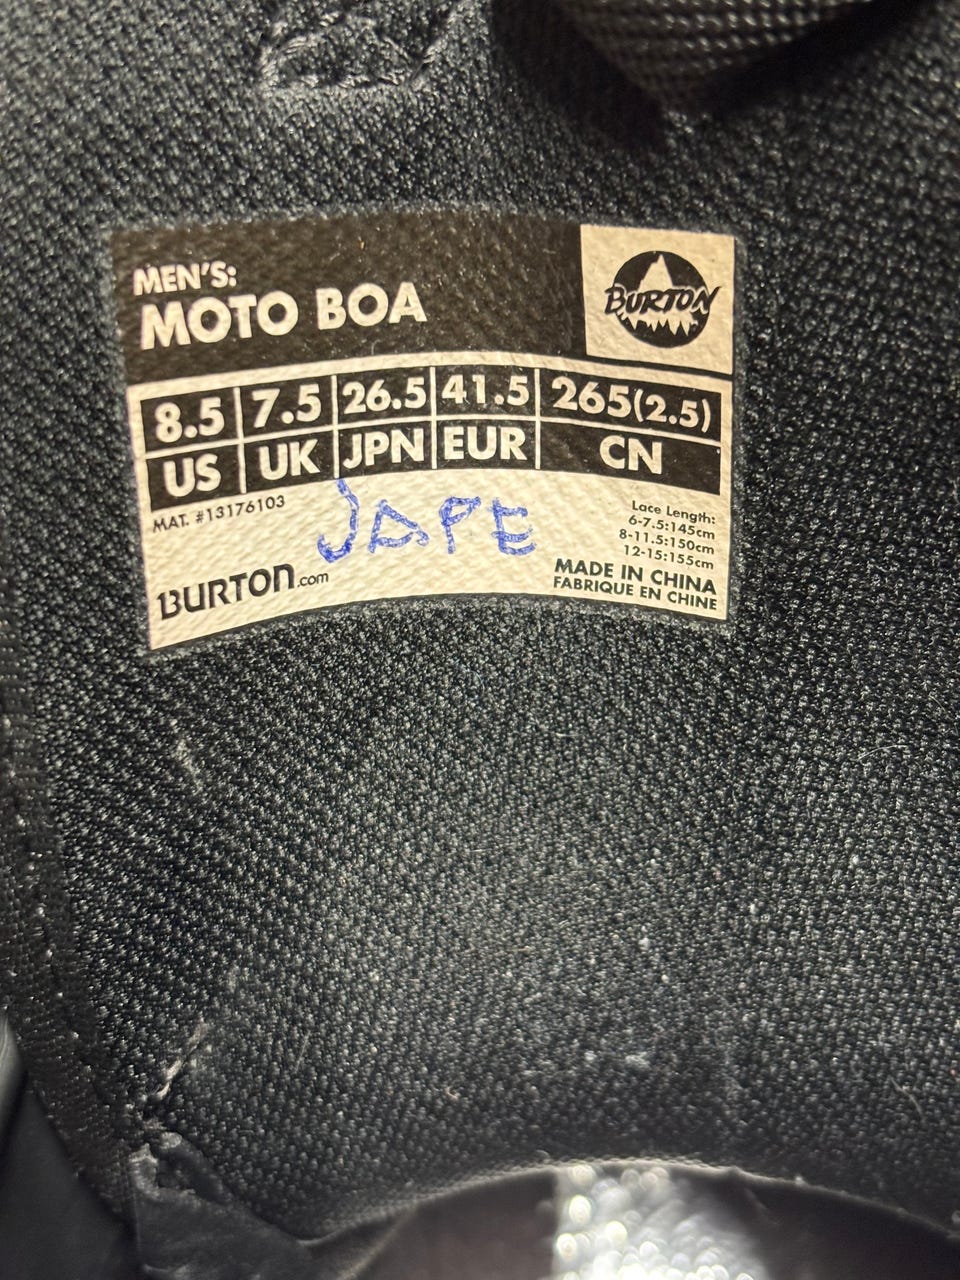 MEN'S:
MOTO BOA
BURTON
8.5 7.5 26.5 41.5 265(2.5)
US UK JPN EUR CN
MAT. #13176103
JAPE
Lace Length:
6-7.5:145cm
8-11.5:150cm
12-15:155cm
BURTON.com
MADE IN CHINA
FABRIQUE EN CHINE